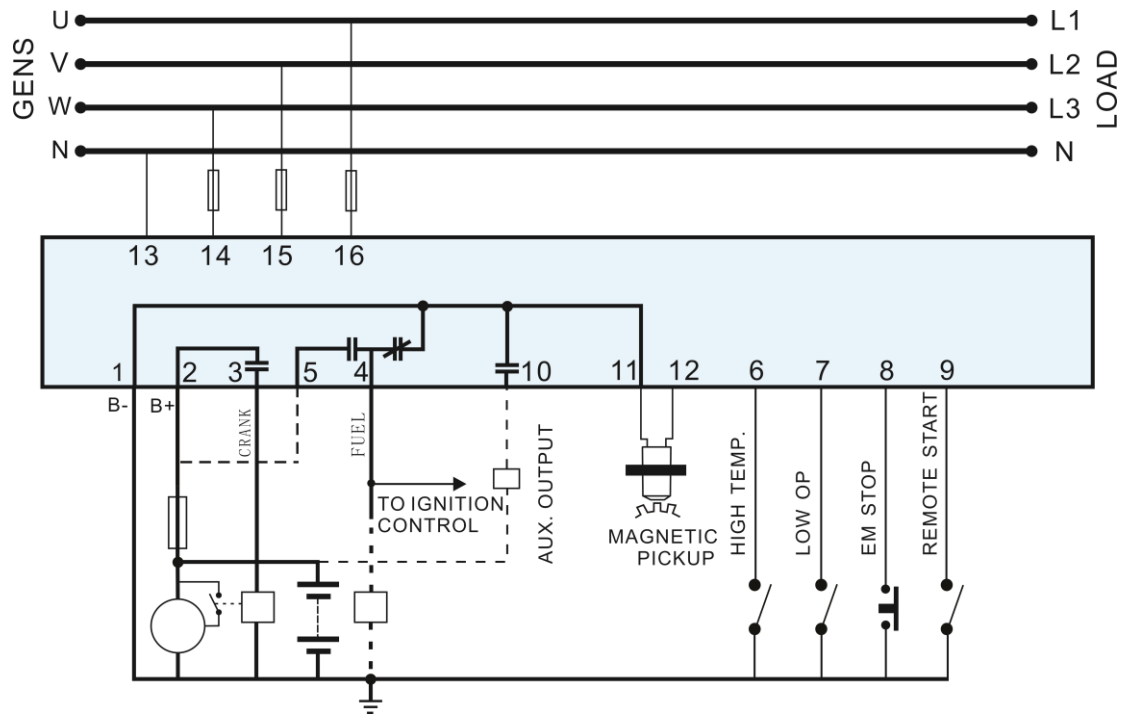 U
L1
GENS
V
L2
LOAD
W
L3
N
N
13
14
15
16
1
2
3
5
4
10
11
12
6
7
8
9
B-
B+
CRANK
FUEL
AUX. OUTPUT
TO IGNITION
CONTROL
MAGNETIC
PICKUP
HIGH TEMP.
LOW OP
EM STOP
REMOTE START